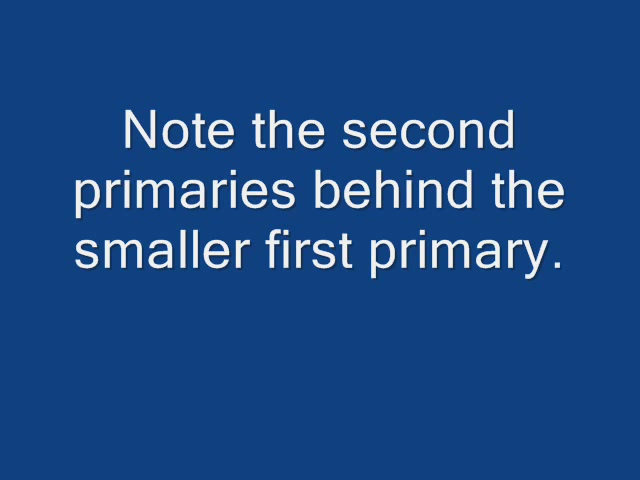 Note the second
primaries behind the
smaller first primary.